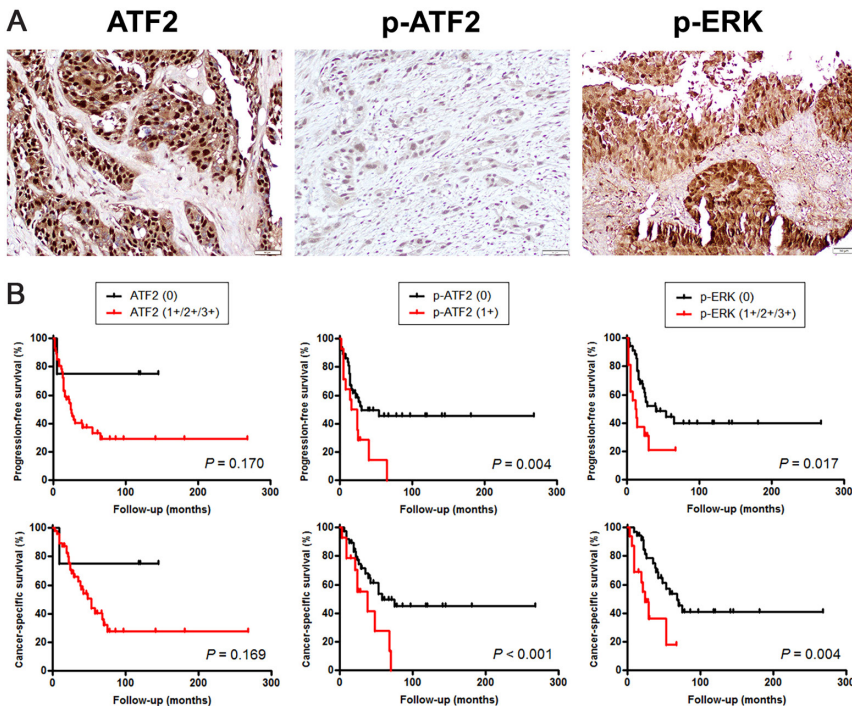 A
ATF2
p-ATF2
p-ERK
B
ATF2 (0)
ATF2 (1+/2+/3+)
p-ATF2 (0)
p-ATF2 (1+)
p-ERK (0)
p-ERK (1+/2+/3+)
Progression-free survival (%)
100
80
60
40
20
0
0
100
200
300
Follow-up (months)
P = 0.170
Progression-free survival (%)
100
80
60
40
20
0
0
100
200
300
Follow-up (months)
P = 0.004
Progression-free survival (%)
100
80
60
40
20
0
0
100
200
300
Follow-up (months)
P = 0.017
Cancer-specific survival (%)
100
80
60
40
20
0
0
100
200
300
Follow-up (months)
P = 0.169
Cancer-specific survival (%)
100
80
60
40
20
0
0
100
200
300
Follow-up (months)
P < 0.001
Cancer-specific survival (%)
100
80
60
40
20
0
0
100
200
300
Follow-up (months)
P = 0.004